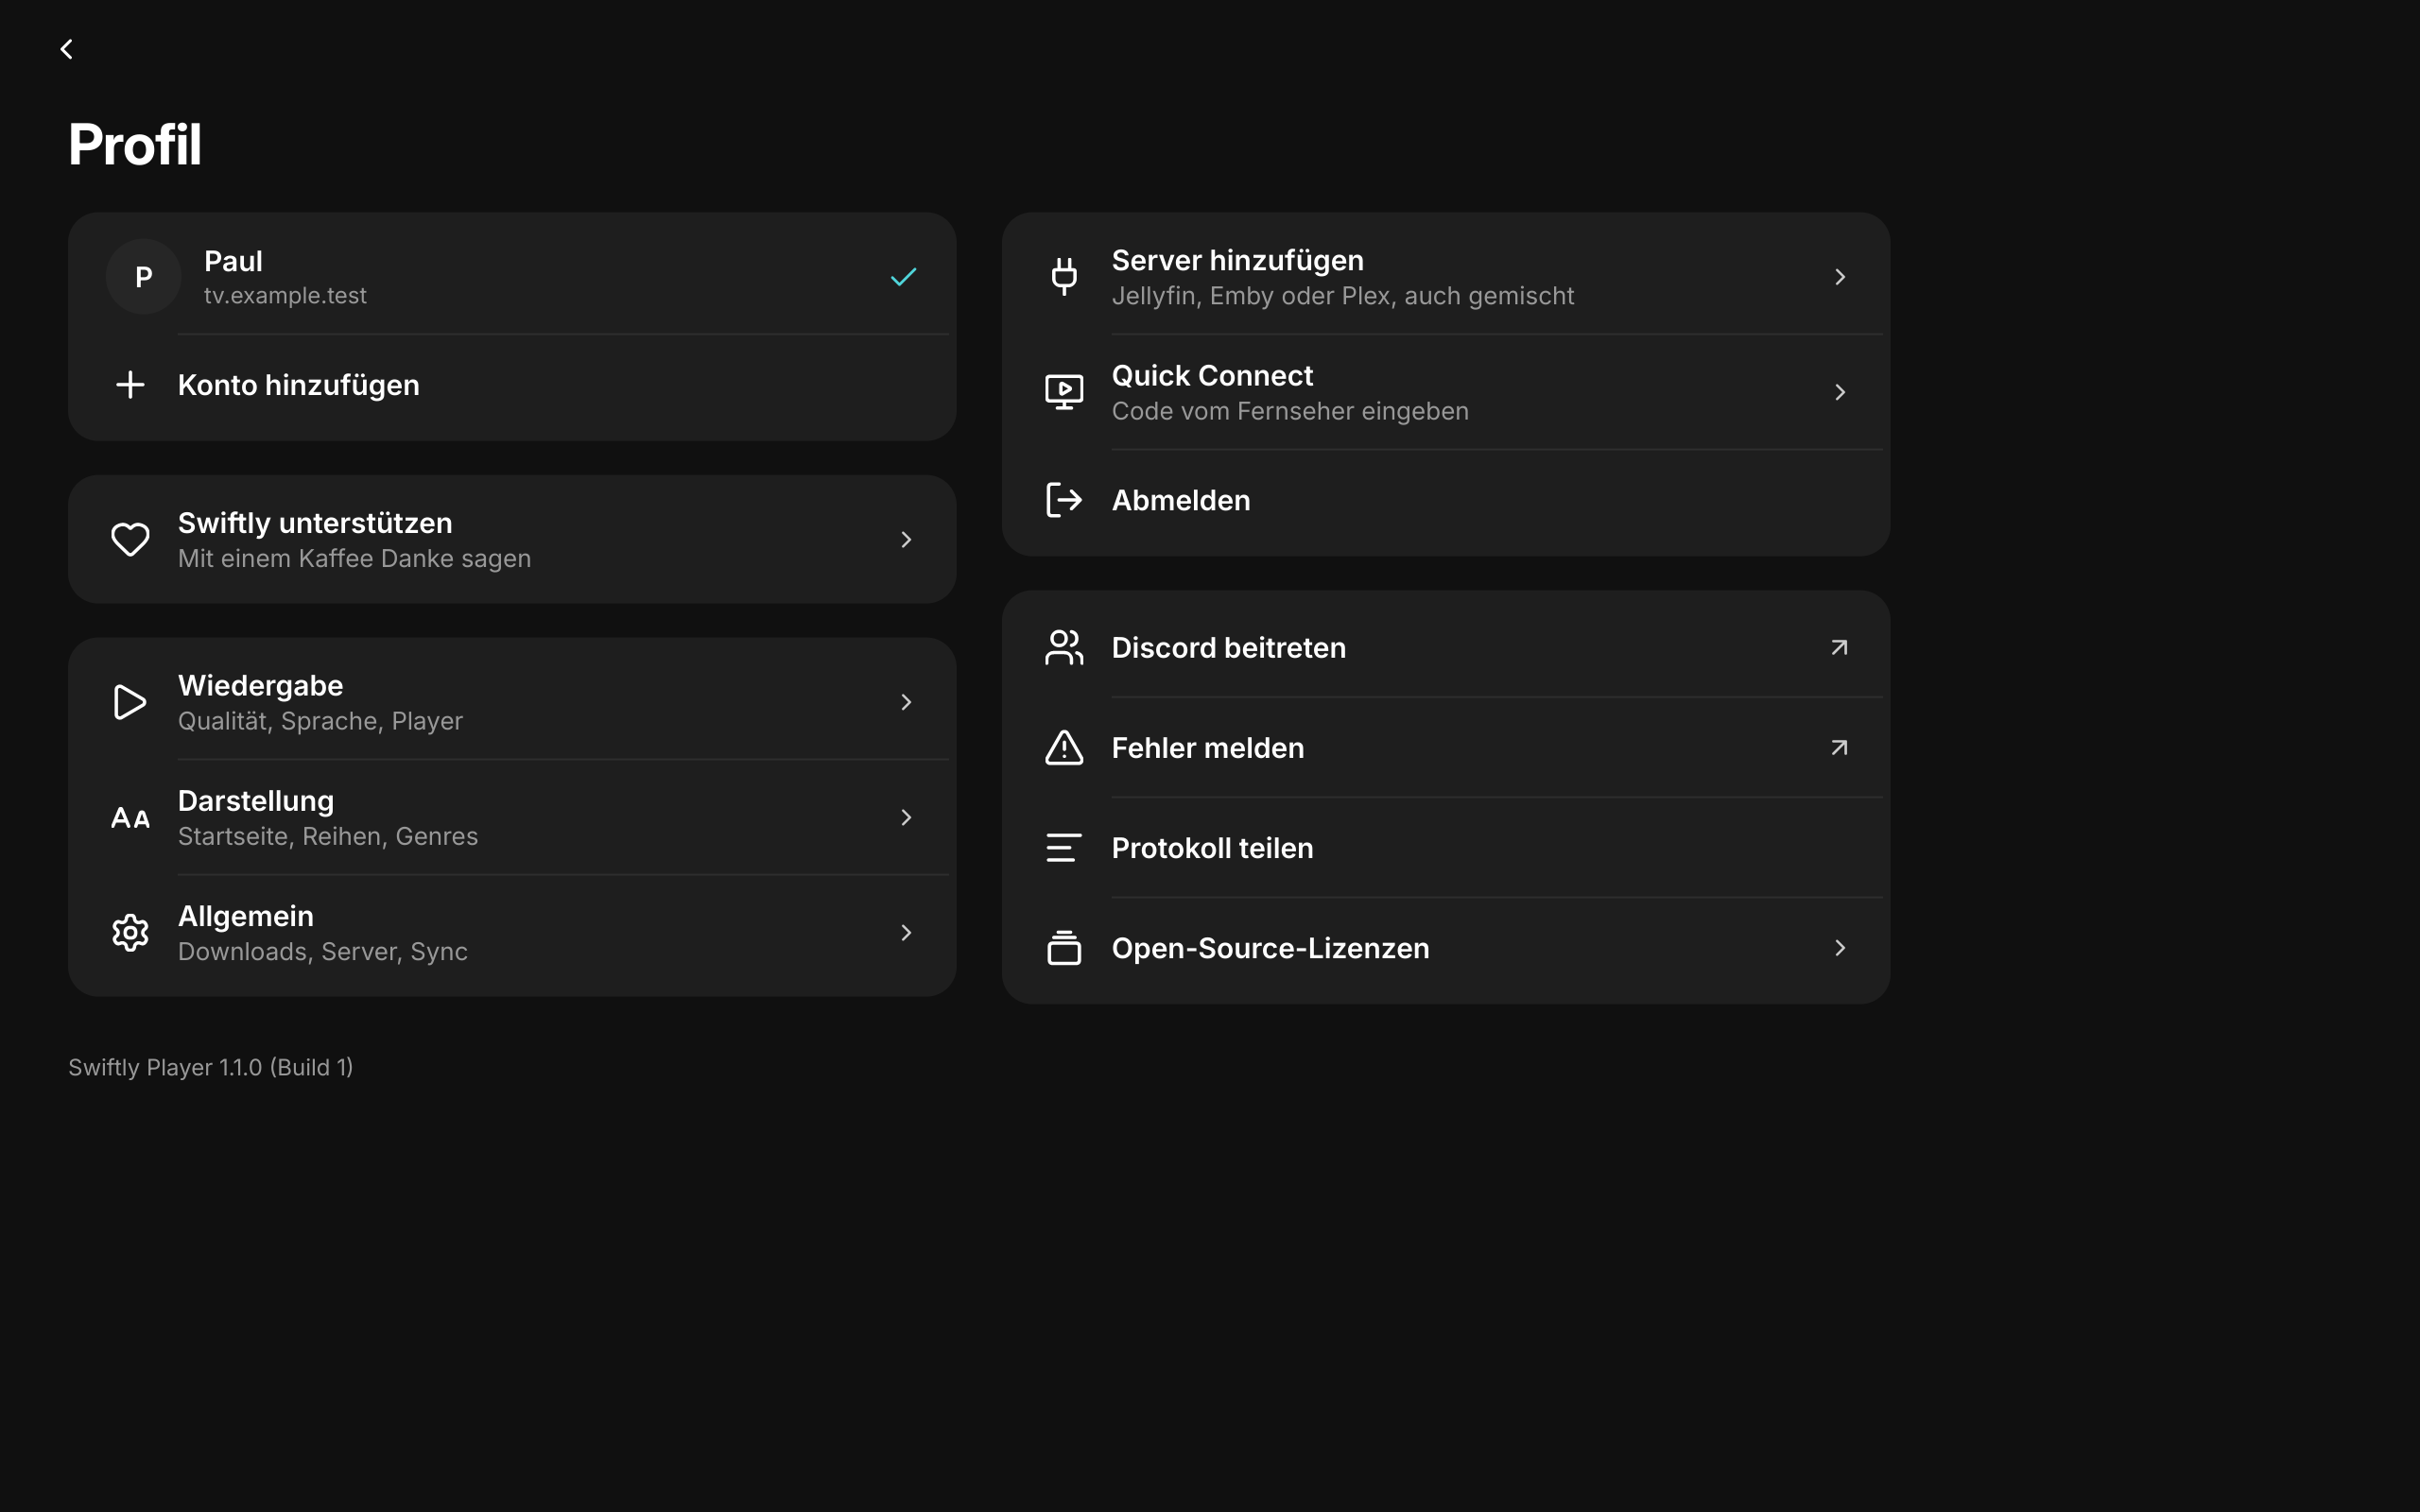 Profil
P
Paul
tv.example.test
Konto hinzufügen
Swiftly unterstützen
Mit einem Kaffee Danke sagen
Wiedergabe
Qualität, Sprache, Player
AA
Darstellung
Startseite, Reihen, Genres
Allgemein
Downloads, Server, Sync
Server hinzufügen
Jellyfin, Emby oder Plex, auch gemischt
Quick Connect
Code vom Fernseher eingeben
Abmelden
Discord beitreten
Fehler melden
Protokoll teilen
Open-Source-Lizenzen
Swiftly Player 1.1.0 (Build 1)